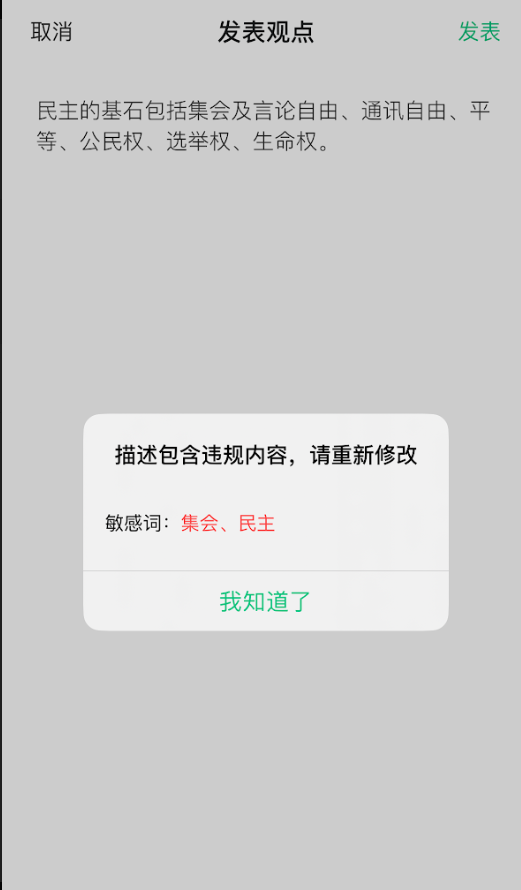 取消 发表观点 发表
民主的基石包括集会及言论自由、通讯自由、平
等、公民权、选举权、生命权。
描述包含违规内容，请重新修改
敏感词：集会、民主
我知道了